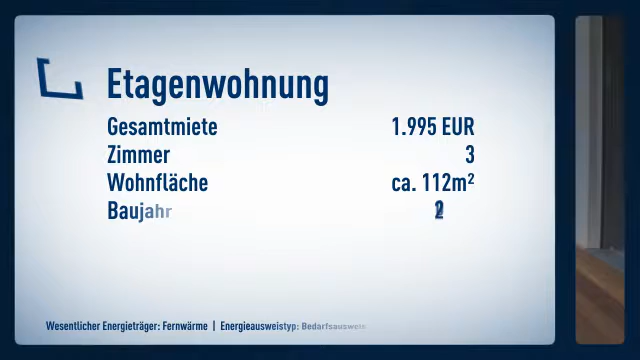 Etagenwohnung
Gesamtmiete 1.995 EUR
Zimmer 3
Wohnfläche ca. 112m²
Baujahr
Wesentlicher Energieträger: Fernwärme | Energieausweistyp: Bedarfsausweis